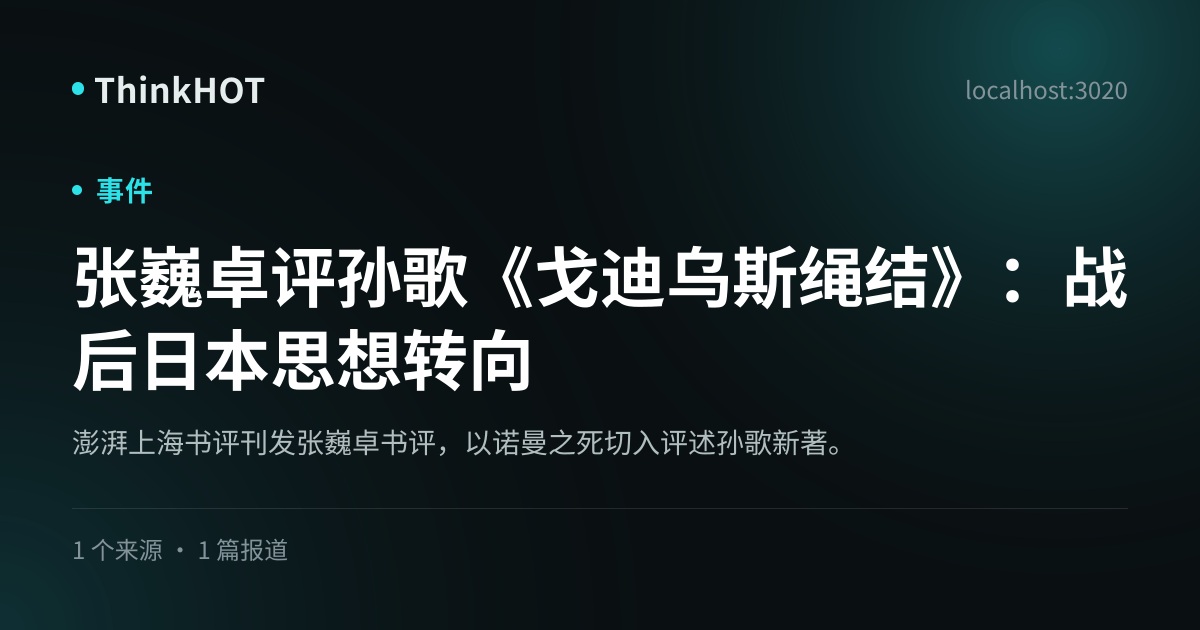 ThinkHOT
localhost:3020
事件
张巍卓评孙歌《戈迪乌斯绳结》：战
后日本思想转向
澎湃上海书评刊发张巍卓书评，以诺曼之死切入评述孙歌新著。
1 个来源 · 1 篇报道